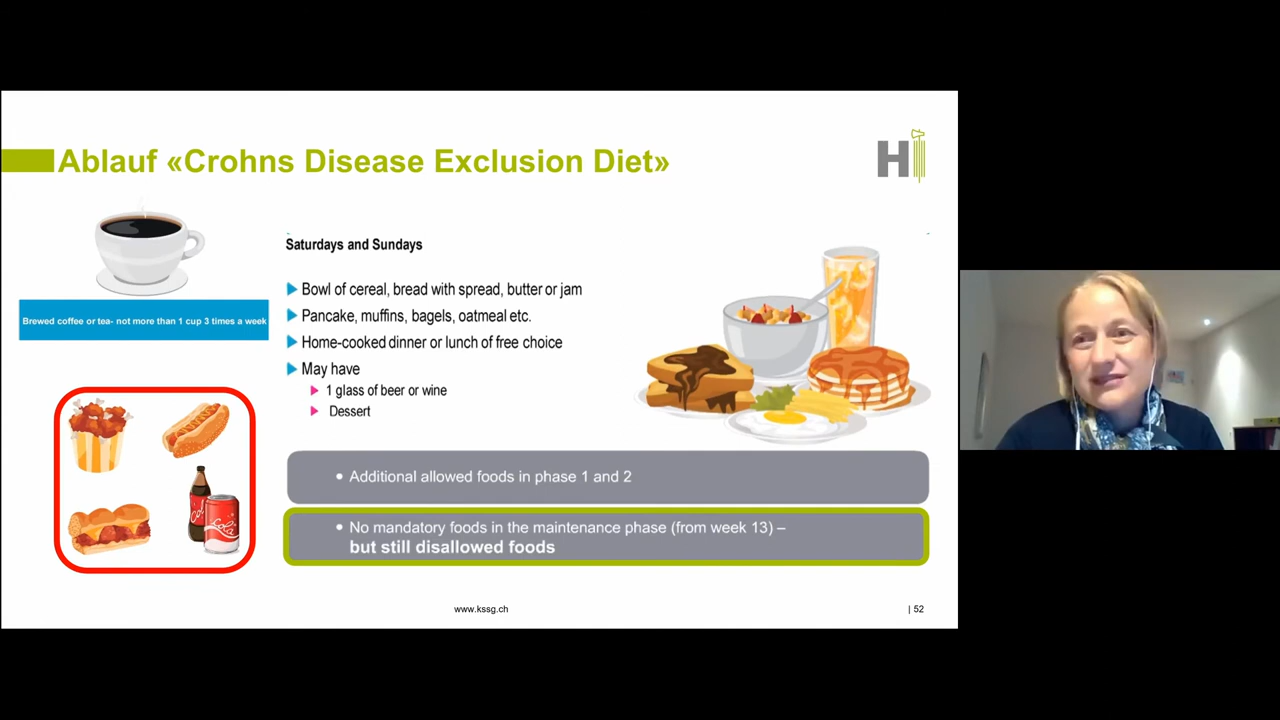 Ablauf «Crohns Disease Exclusion Diet»
H
Brewed coffee or tea- not more than 1 cup 3 times a week
Saturdays and Sundays
Bowl of cereal, bread with spread, butter or jam
Pancake, muffins, bagels, oatmeal etc.
Home-cooked dinner or lunch of free choice
May have
1 glass of beer or wine
Dessert
• Additional allowed foods in phase 1 and 2
• No mandatory foods in the maintenance phase (from week 13) –
but still disallowed foods
www.kssg.ch
| 52